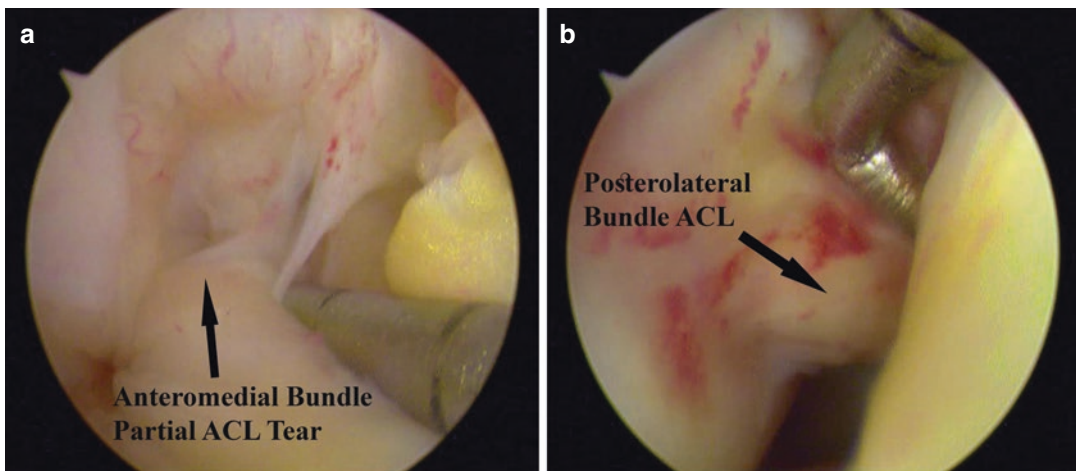 a
Anteromedial Bundle
Partial ACL Tear
b
Posterolateral
Bundle ACL